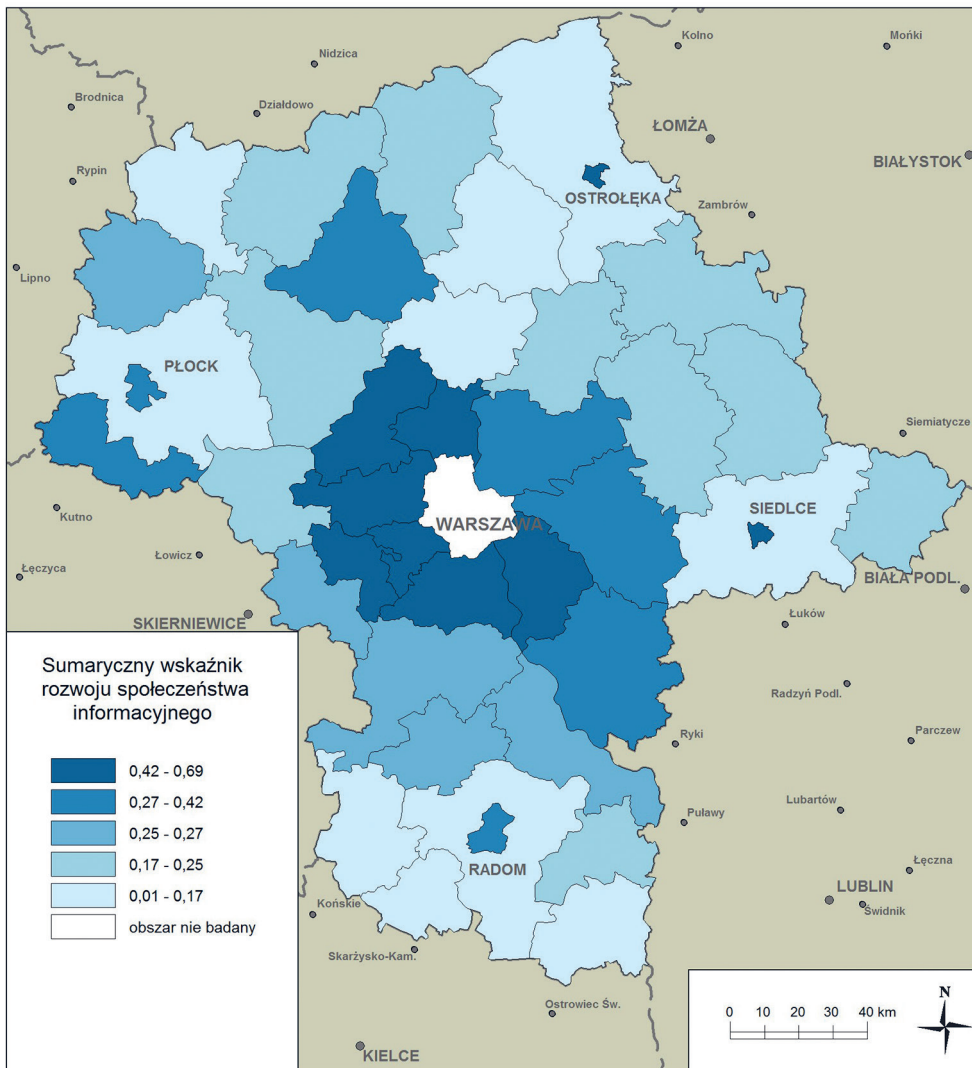 Kolno
Mońki
Nidzica
Brodnica
Działdowo
ŁOMŻA
BIAŁYSTOK
Rypin
OSTROŁĘKA
Zambrów
Lipno
PŁOCK
Siemiatycze
Kutno
SIEDLCE
WARSZAWA
Łowicz
Łęczyca
BIAŁA PODL.
SKIERNIEWICE
Łuków
Radzyń Podl.
Ryki
Parczew
Puławy
Lubartów
RADOM
Łęczna
LUBLIN
Świdnik
Końskie
Skarżysko-Kam.
Ostrowiec Św.
KIELCE
Sumaryczny wskaźnik
rozwoju społeczeństwa
informacyjnego
0,42 - 0,69
0,27 - 0,42
0,25 - 0,27
0,17 - 0,25
0,01 - 0,17
obszar nie badany
0 10 20 30 40 km
N